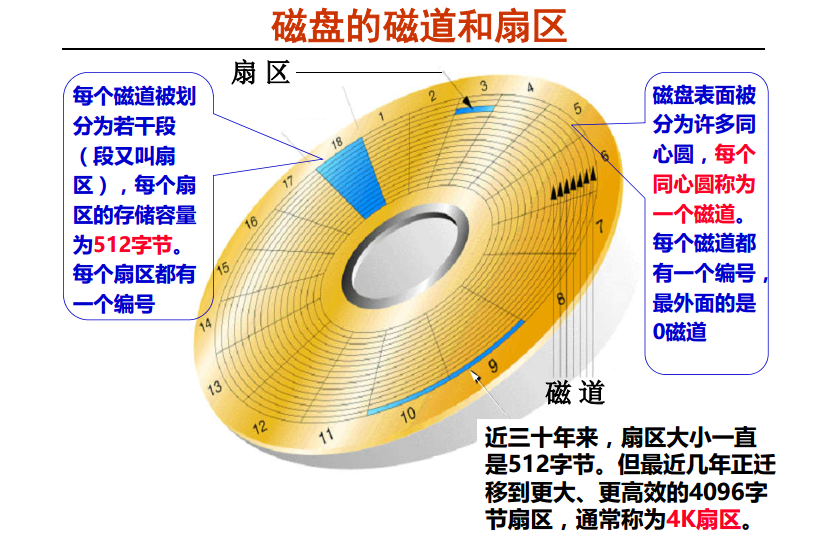 磁盘的磁道和扇区
扇 区
每个磁道被划
分为若干段
（段又叫扇
区），每个扇
区的存储容量
为512字节。
每个扇区都有
一个编号
磁盘表面被
分为许多同
心圆，每个
同心圆称为
一个磁道。
每个磁道都
有一个编号，
最外面的是
0磁道
1
2
3
4
5
6
7
8
9
10
11
12
13
14
15
16
17
18
磁 道
近三十年来，扇区大小一直
是512字节。但最近几年正迁
移到更大、更高效的4096字
节扇区，通常称为4K扇区。